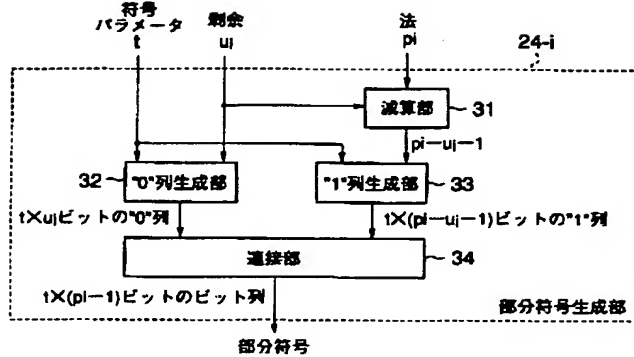 符号
パラメータ
t
剰余
ui
法
pi
24-i
減算部
31
pi-ui-1
32
"0"列生成部
"1"列生成部
33
t×uiビットの"0"列
t×(pi-ui-1)ビットの"1"列
連接部
34
t×(pi-1)ビットのビット列
部分符号生成部
部分符号